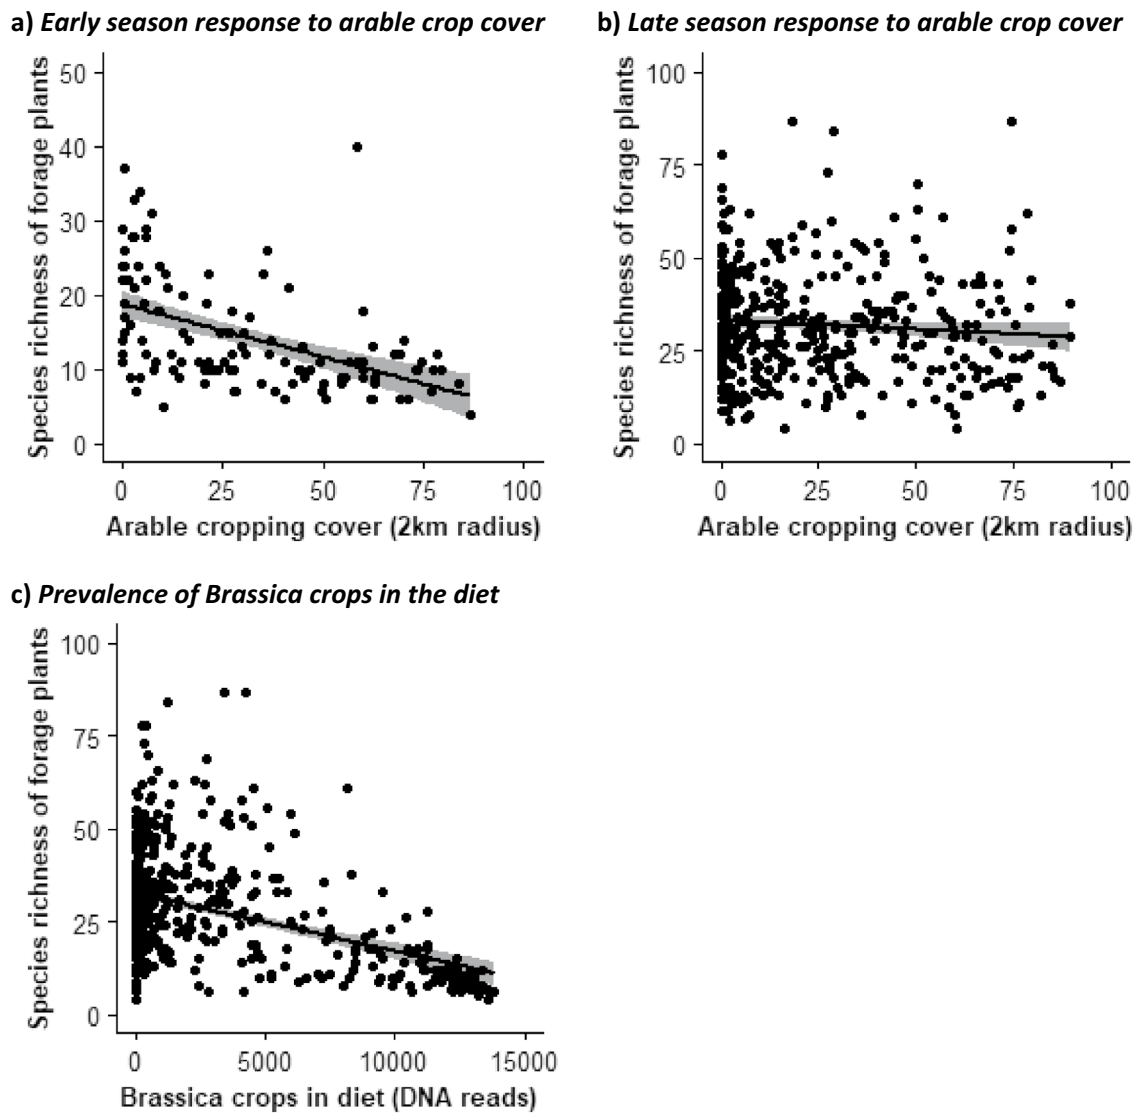 a) Early season response to arable crop cover
Species richness of forage plants
50
40
30
20
10
0
0 25 50 75 100
Arable cropping cover (2km radius)
b) Late season response to arable crop cover
Species richness of forage plants
100
75
50
25
0
0 25 50 75 100
Arable cropping cover (2km radius)
c) Prevalence of Brassica crops in the diet
Species richness of forage plants
100
75
50
25
0
0 5000 10000 15000
Brassica crops in diet (DNA reads)